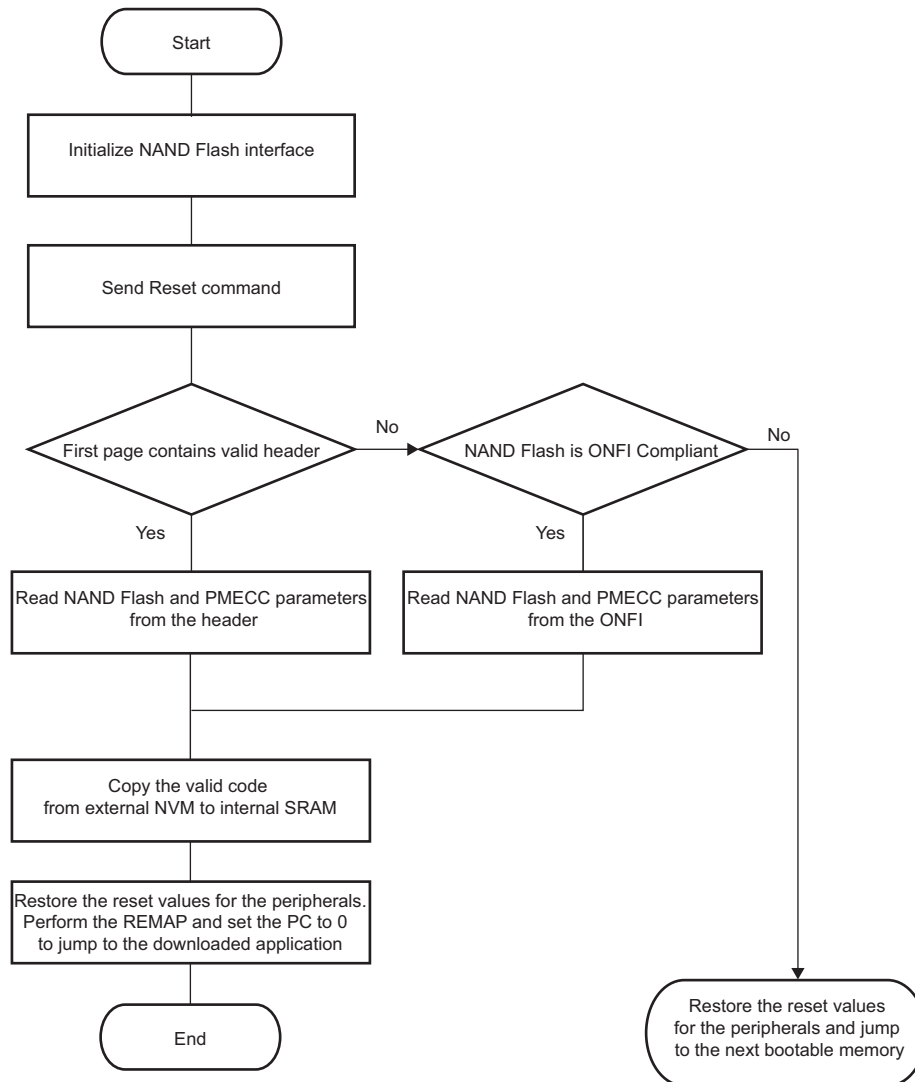 Start
Initialize NAND Flash interface
Send Reset command
First page contains valid header
No
NAND Flash is ONFI Compliant
No
Yes
Yes
Read NAND Flash and PMECC parameters
from the header
Read NAND Flash and PMECC parameters
from the ONFI
Copy the valid code
from external NVM to internal SRAM
Restore the reset values for the peripherals.
Perform the REMAP and set the PC to 0
to jump to the downloaded application
End
Restore the reset values
for the peripherals and jump
to the next bootable memory